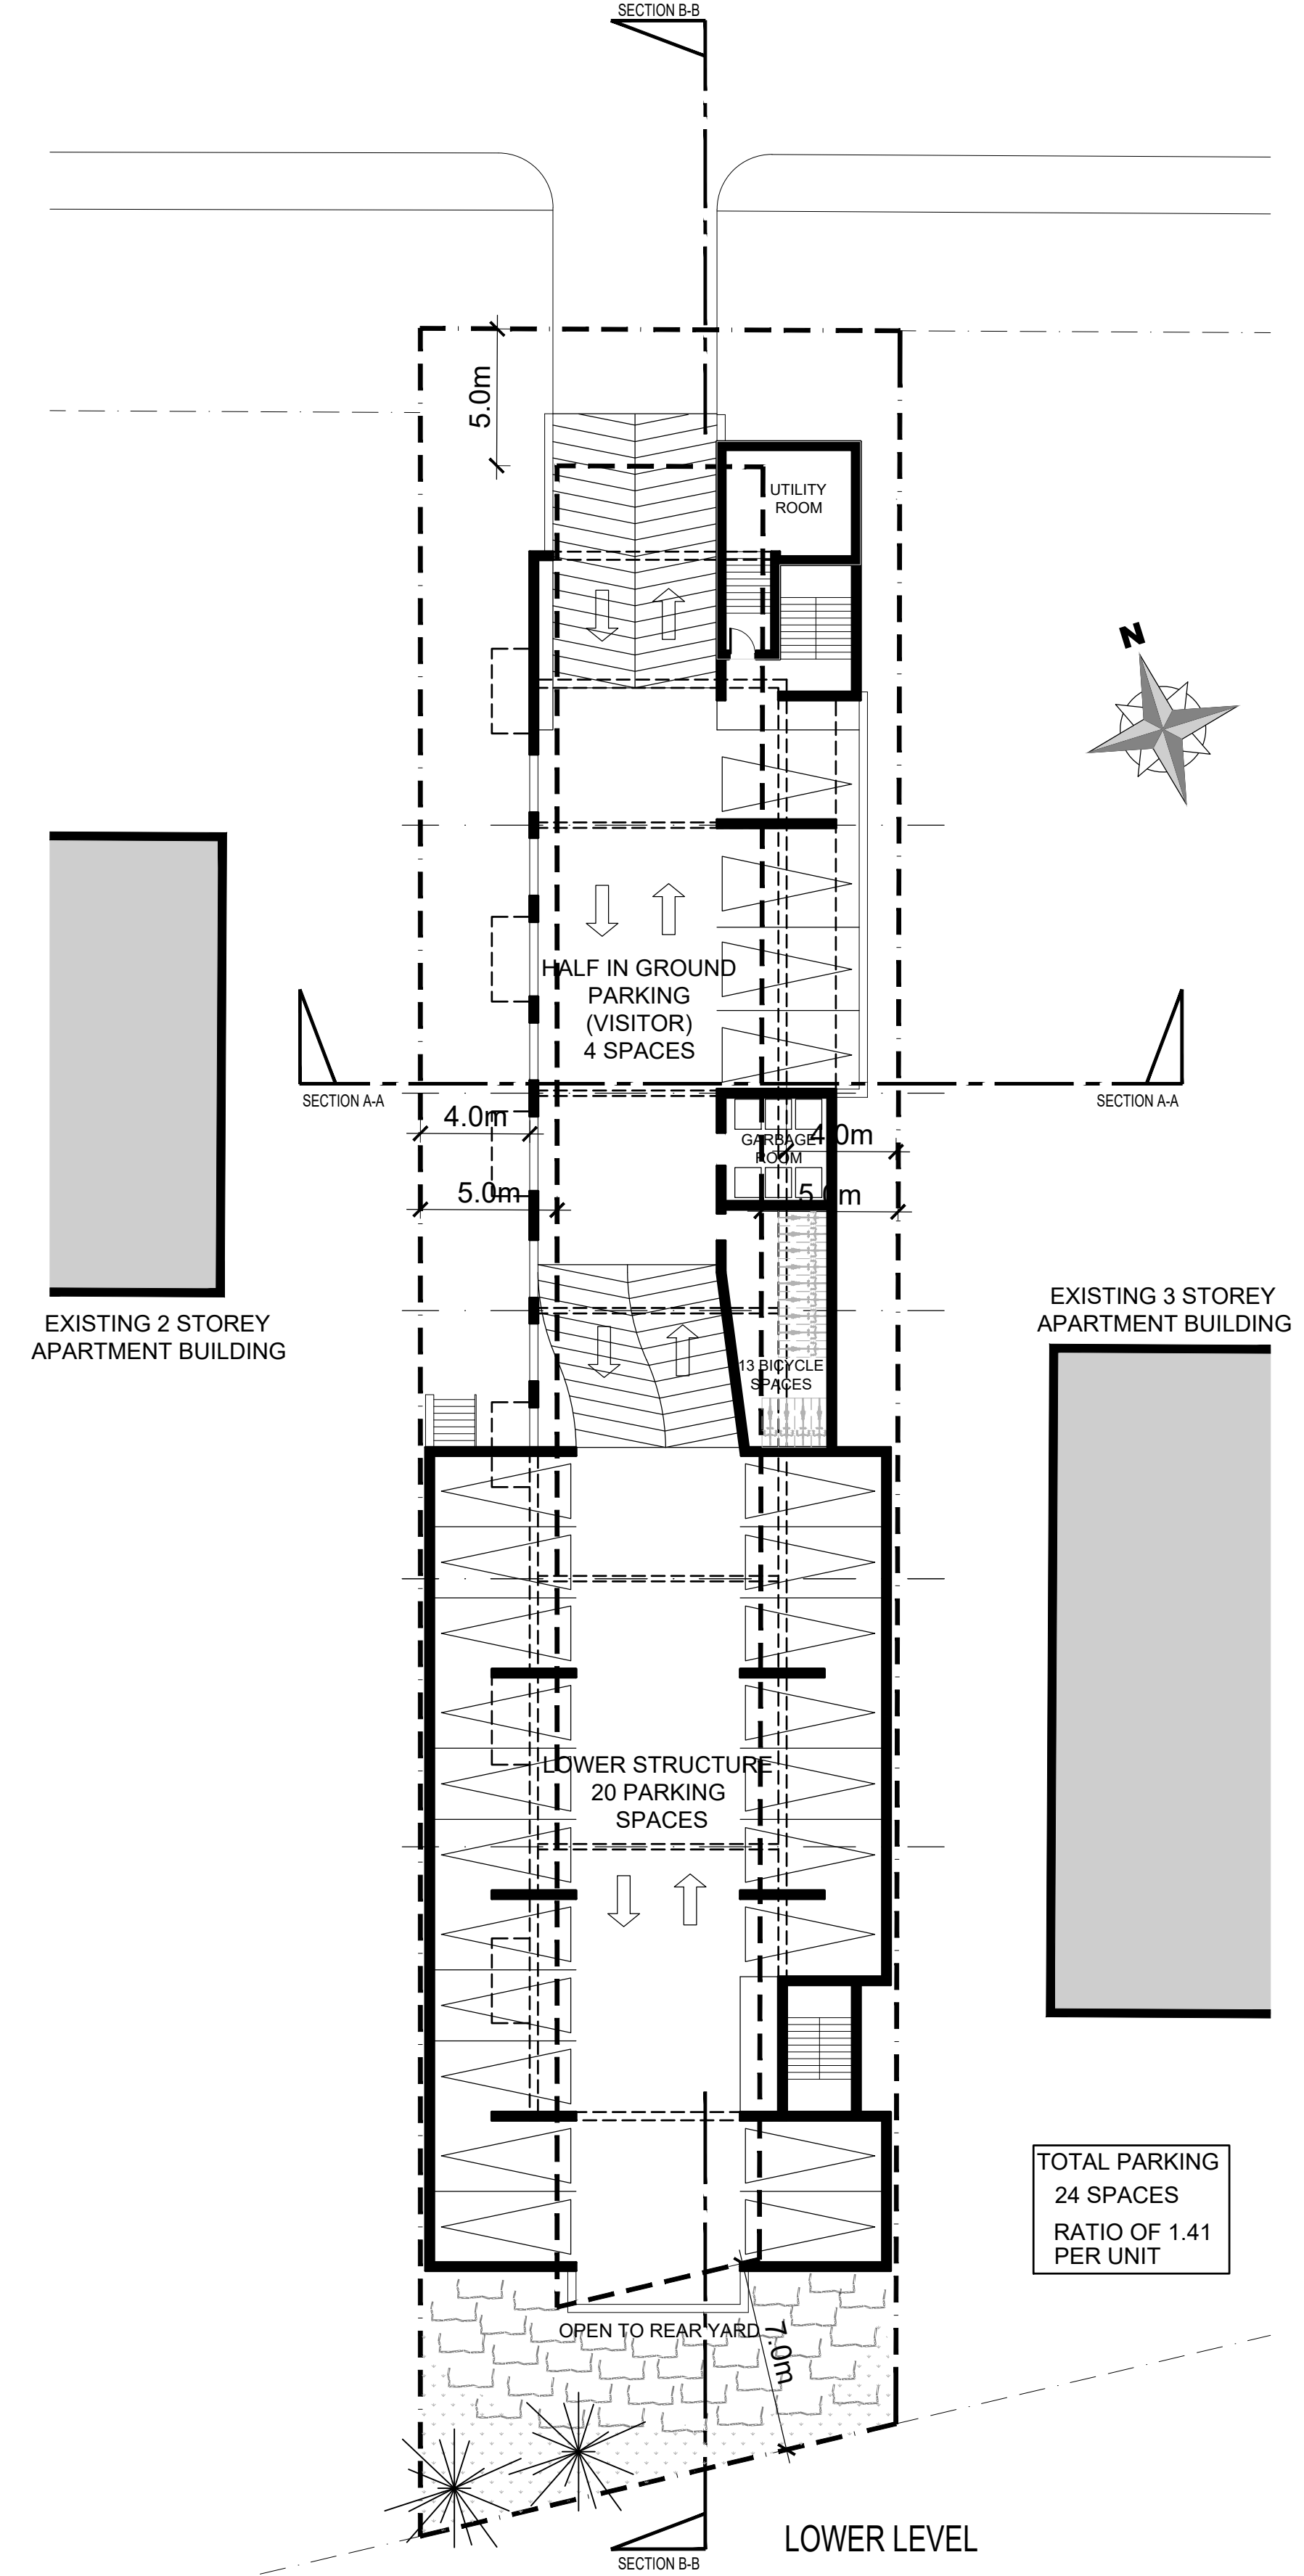 SECTION B-B
5.0m
UTILITY
ROOM
N
HALF IN GROUND
PARKING
(VISITOR)
4 SPACES
SECTION A-A
SECTION A-A
4.0m
GARBAGE
ROOM
4.0m
5.0m
5.0m
EXISTING 2 STOREY
APARTMENT BUILDING
EXISTING 3 STOREY
APARTMENT BUILDING
13 BICYCLE
SPACES
LOWER STRUCTURE
20 PARKING
SPACES
TOTAL PARKING
24 SPACES
RATIO OF 1.41
PER UNIT
OPEN TO REAR YARD
7.0m
LOWER LEVEL
SECTION B-B